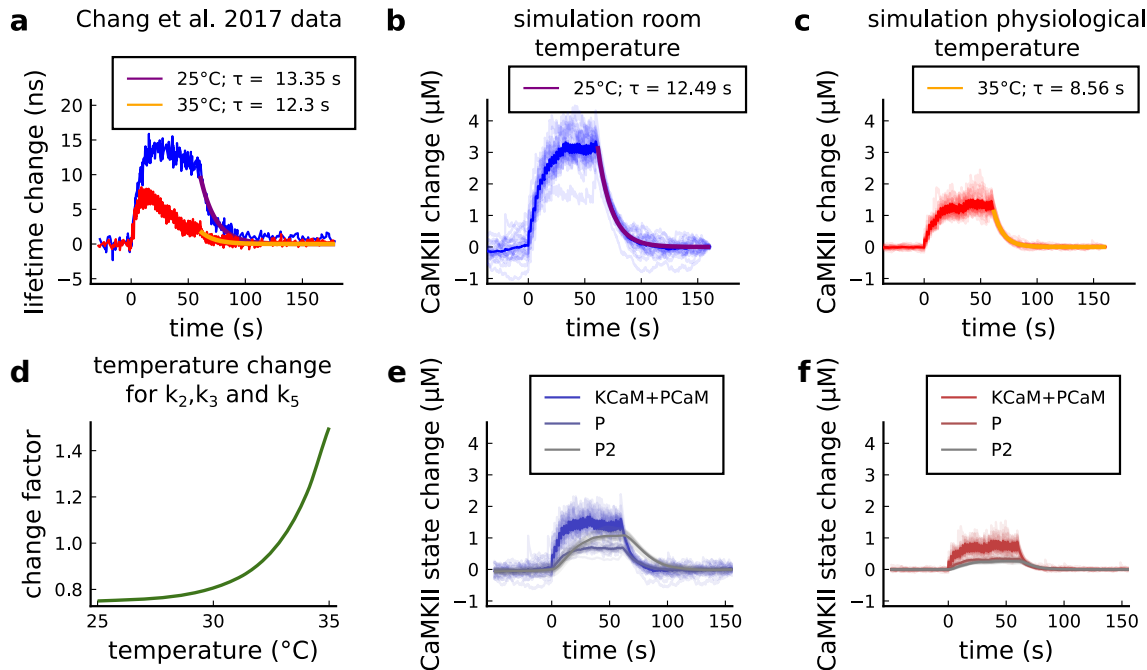 a
Chang et al. 2017 data
25°C; τ = 13.35 s
35°C; τ = 12.3 s
lifetime change (ns)
20
15
10
5
0
−5
0
50
100
150
time (s)
b
simulation room
temperature
25°C; τ = 12.49 s
CaMKII change (μM)
4
3
2
1
0
−1
0
50
100
150
time (s)
c
simulation physiological
temperature
35°C; τ = 8.56 s
CaMKII change (μM)
4
3
2
1
0
−1
0
50
100
150
time (s)
d
temperature change
for k₂,k₃ and k₅
change factor
1.4
1.2
1.0
0.8
25
30
35
temperature (°C)
e
KCaM+PCaM
P
P2
CaMKII state change (μM)
4
3
2
1
0
−1
0
50
100
150
time (s)
f
KCaM+PCaM
P
P2
CaMKII state change (μM)
4
3
2
1
0
−1
0
50
100
150
time (s)